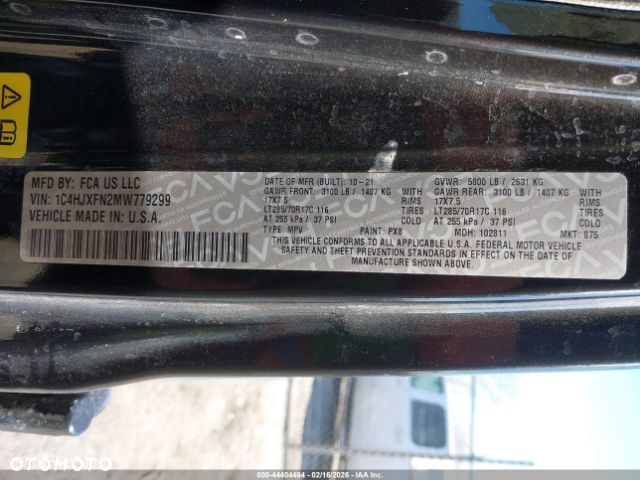 MFD BY: FCA US LLC
VIN: 1C4HJXFN2MW779299
VEHICLE MADE IN: U.S.A.
DATE OF MFR (BUILT): 10-21
GAWR FRONT: 3100 LB / 1407 KG
17X7.5 RIMS
LT285/70R17C 116 TIRES
AT 255 kPa / 37 PSI COLD
TYPE: MPV PAINT: PX8
GVWR: 5800 LB / 2631 KG
GAWR REAR: 3100 LB / 1407 KG
17X7.5 RIMS
LT285/70R17C 116 TIRES
AT 255 kPa / 37 PSI COLD
MDH: 102811 MKT: 875
THIS VEHICLE CONFORMS TO ALL APPLICABLE U.S.A. FEDERAL MOTOR VEHICLE
SAFETY AND THEFT PREVENTION STANDARDS IN EFFECT ON THE DATE OF
MANUFACTURE SHOWN ABOVE.
OTOMOTO
000-44404464 02/16/2026 IAA Inc.